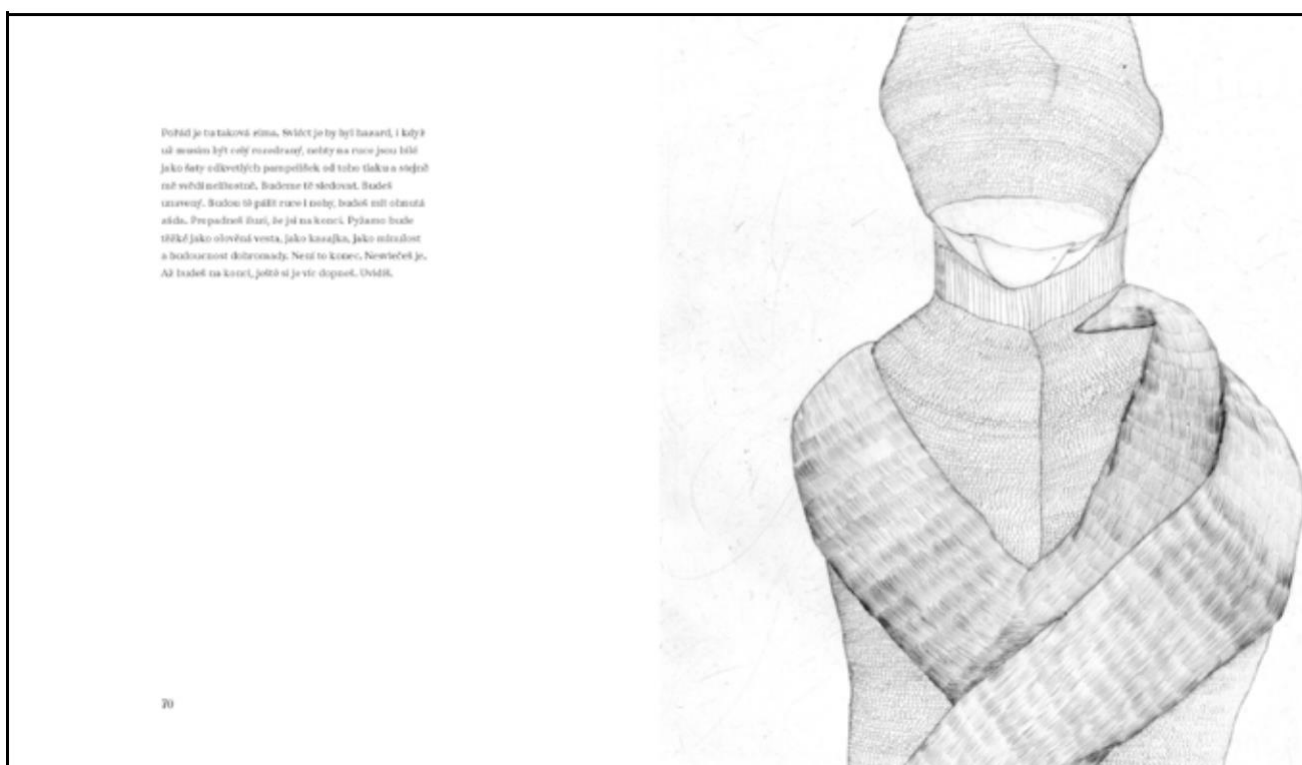 Pořád je tu taková zima. Svléct je by byl hazard, i když
už musím být celý rozedraný, nehty na ruce jsou bílé
jako šaty odkvetlých pampelišek od toho tlaku a stejně
mě svědí nelítostně. Budeme tě sledovat. Budeš
unavený. Budou tě pálit ruce i nohy, budeš mít ohnutá
záda. Propadneš iluzi, že jsi na konci. Pyžamo bude
těžké jako olověná vesta, jako kazajka, jako minulost
a budoucnost dohromady. Není to konec. Nesvlečeš je.
Až budeš na konci, ještě si je víc dopneš. Uvidíš.
70